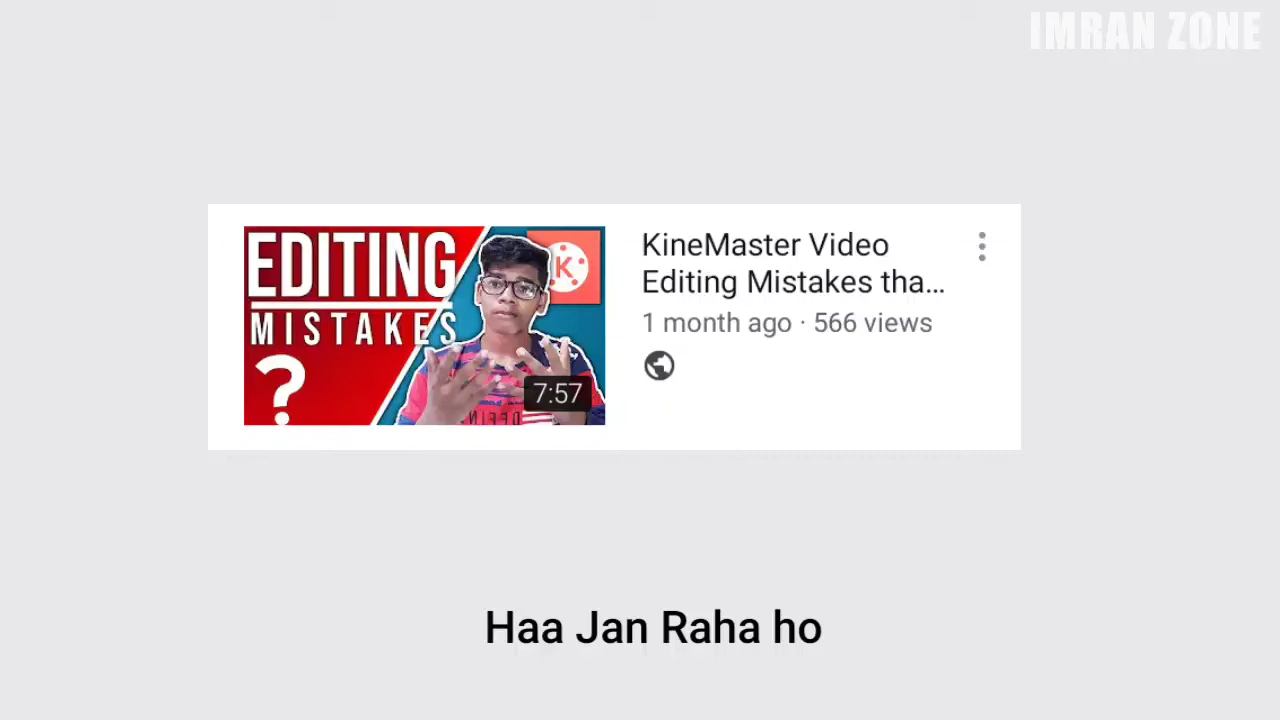 IMRAN ZONE
EDITING
MISTAKES
?
K
7:57
KineMaster Video
Editing Mistakes tha...
1 month ago · 566 views
Haa Jan Raha ho